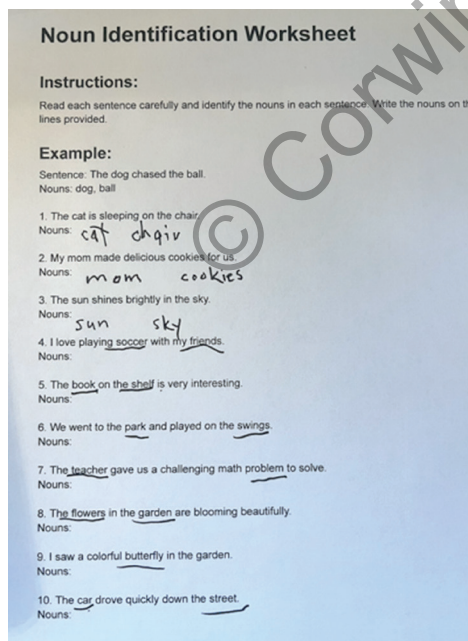 Noun Identification Worksheet
Instructions:
Read each sentence carefully and identify the nouns in each sentence. Write the nouns on
lines provided.
Example:
Sentence: The dog chased the ball.
Nouns: dog, ball
1. The cat is sleeping on the chair.
Nouns: cat chair
2. My mom made delicious cookies for us.
Nouns: mom cookies
3. The sun shines brightly in the sky.
Nouns:
sun sky
4. I love playing soccer with my friends.
Nouns:
5. The book on the shelf is very interesting.
Nouns:
6. We went to the park and played on the swings.
Nouns:
7. The teacher gave us a challenging math problem to solve.
Nouns:
8. The flowers in the garden are blooming beautifully.
Nouns:
9. I saw a colorful butterfly in the garden.
Nouns:
10. The car drove quickly down the street.
Nouns:
© Corwin